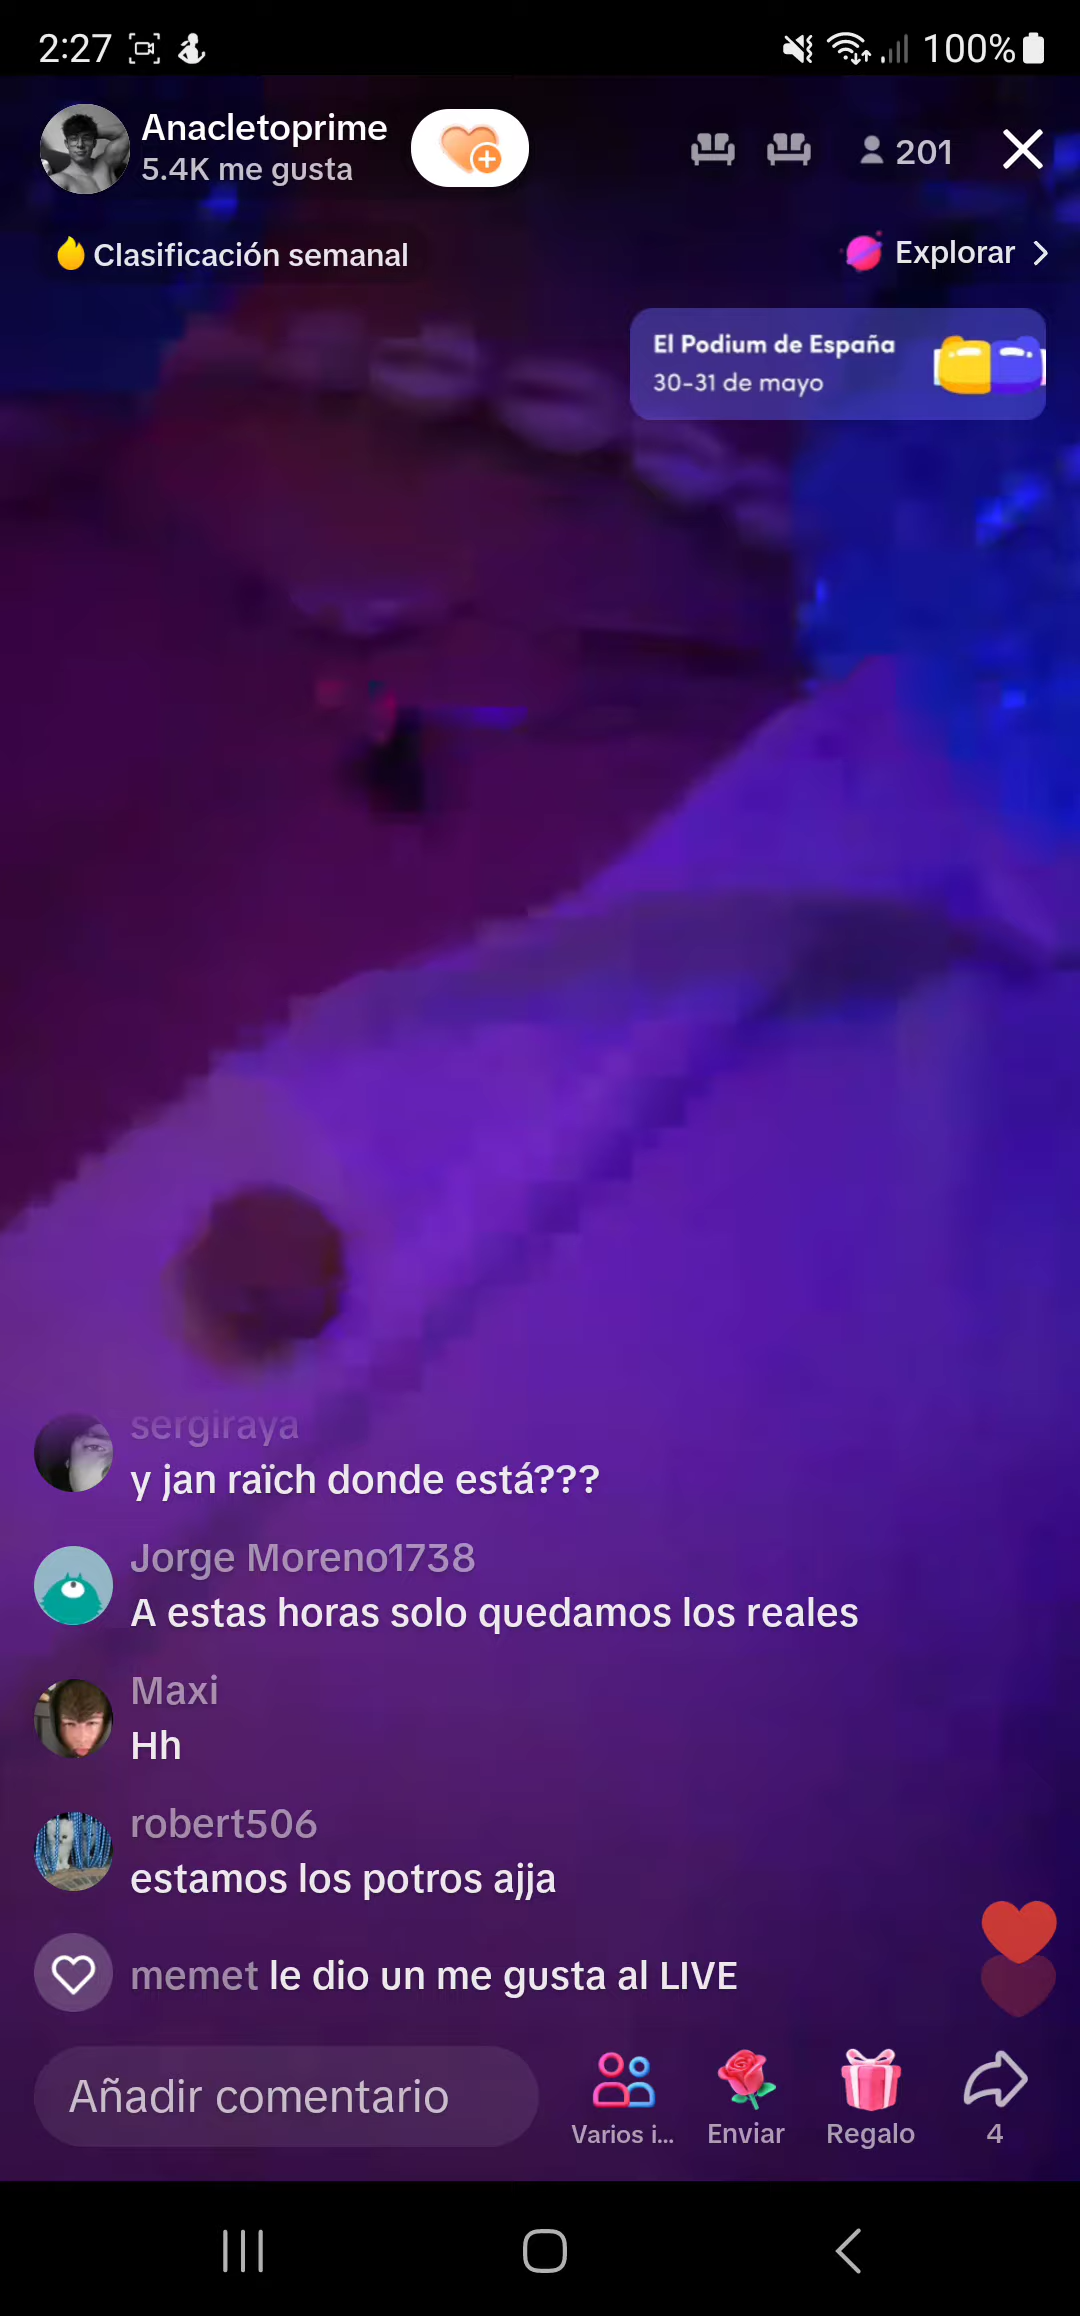 2:27
100%
Anacletoprime
5.4K me gusta
201
Clasificación semanal
Explorar
El Podium de España
30-31 de mayo
sergiraya
y jan raïch donde está???
Jorge Moreno1738
A estas horas solo quedamos los reales
Maxi
Hh
robert506
estamos los potros ajja
memet le dio un me gusta al LIVE
Añadir comentario
Varios i...
Enviar
Regalo
4